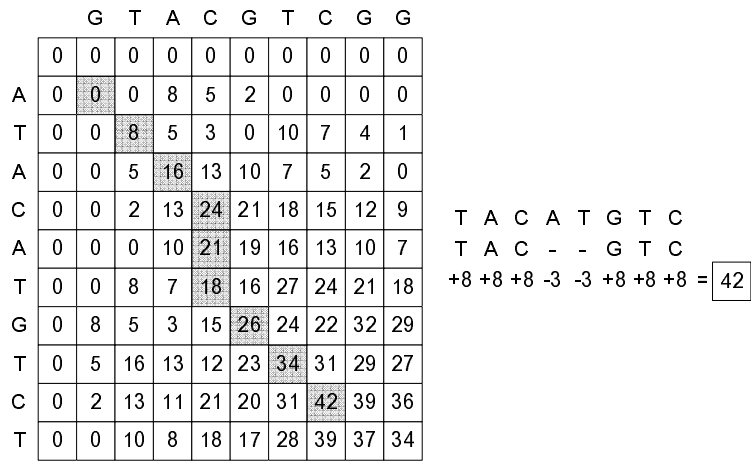 G T A C G T C G G
0 0 0 0 0 0 0 0 0 0
A 0 0 0 8 5 2 0 0 0 0
T 0 0 8 5 3 0 10 7 4 1
A 0 0 5 16 13 10 7 5 2 0
C 0 0 2 13 24 21 18 15 12 9
A 0 0 0 10 21 19 16 13 10 7
T 0 0 8 7 18 16 27 24 21 18
G 0 8 5 3 15 26 24 22 32 29
T 0 5 16 13 12 23 34 31 29 27
C 0 2 13 11 21 20 31 42 39 36
T 0 0 10 8 18 17 28 39 37 34
T A C A T G T C
T A C - - G T C
+8 +8 +8 -3 -3 +8 +8 +8 = 42